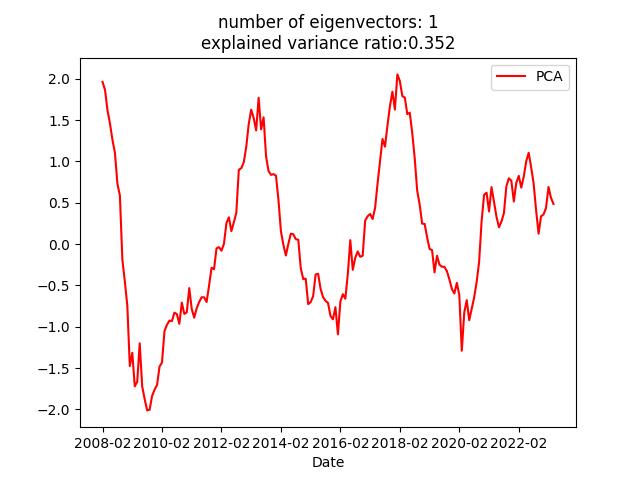 number of eigenvectors: 1
explained variance ratio:0.352
PCA
2.0
1.5
1.0
0.5
0.0
−0.5
−1.0
−1.5
−2.0
2008-02 2010-02 2012-02 2014-02 2016-02 2018-02 2020-02 2022-02
Date